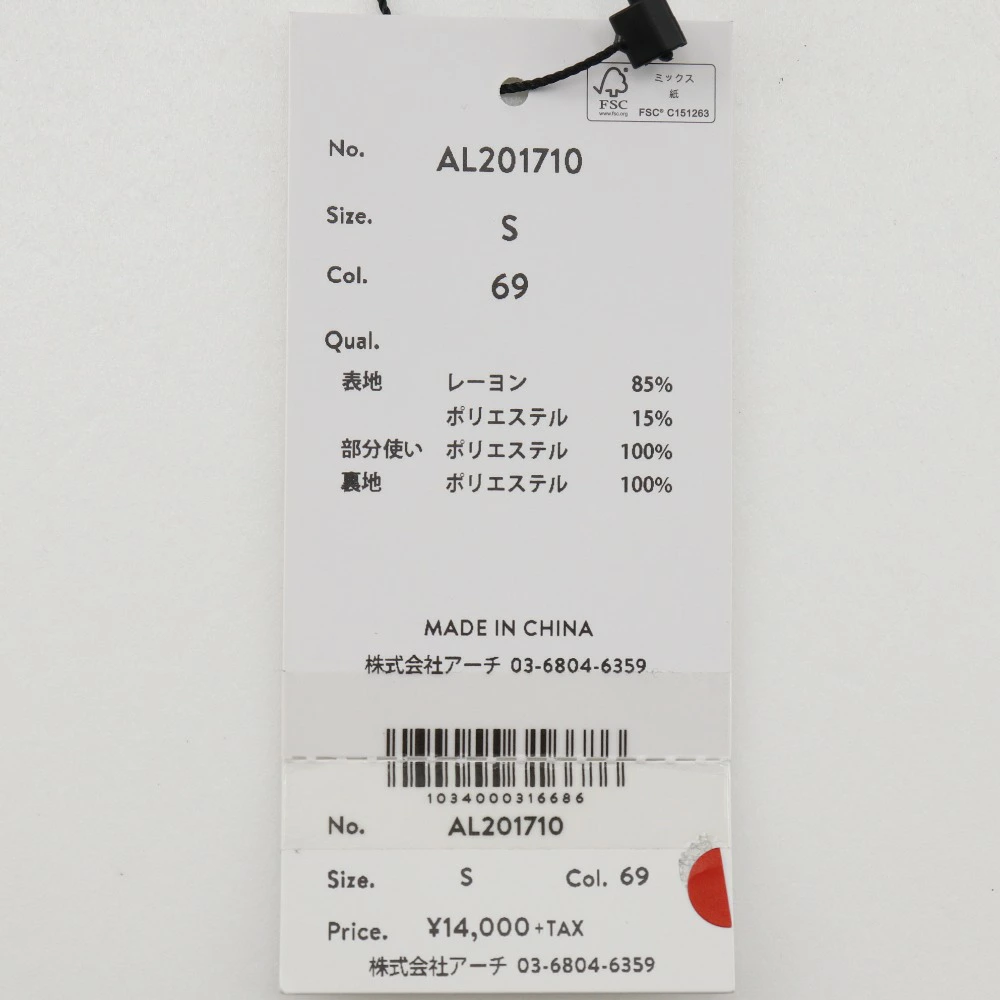 ミックス
紙
FSC
www.fsc.org
FSC® C151263
No. AL201710
Size. S
Col. 69
Qual.
表地 レーヨン 85%
ポリエステル 15%
部分使い ポリエステル 100%
裏地 ポリエステル 100%
MADE IN CHINA
株式会社アーチ 03-6804-6359
1034000316686
No. AL201710
Size. S Col. 69
Price. ¥14,000+TAX
株式会社アーチ 03-6804-6359